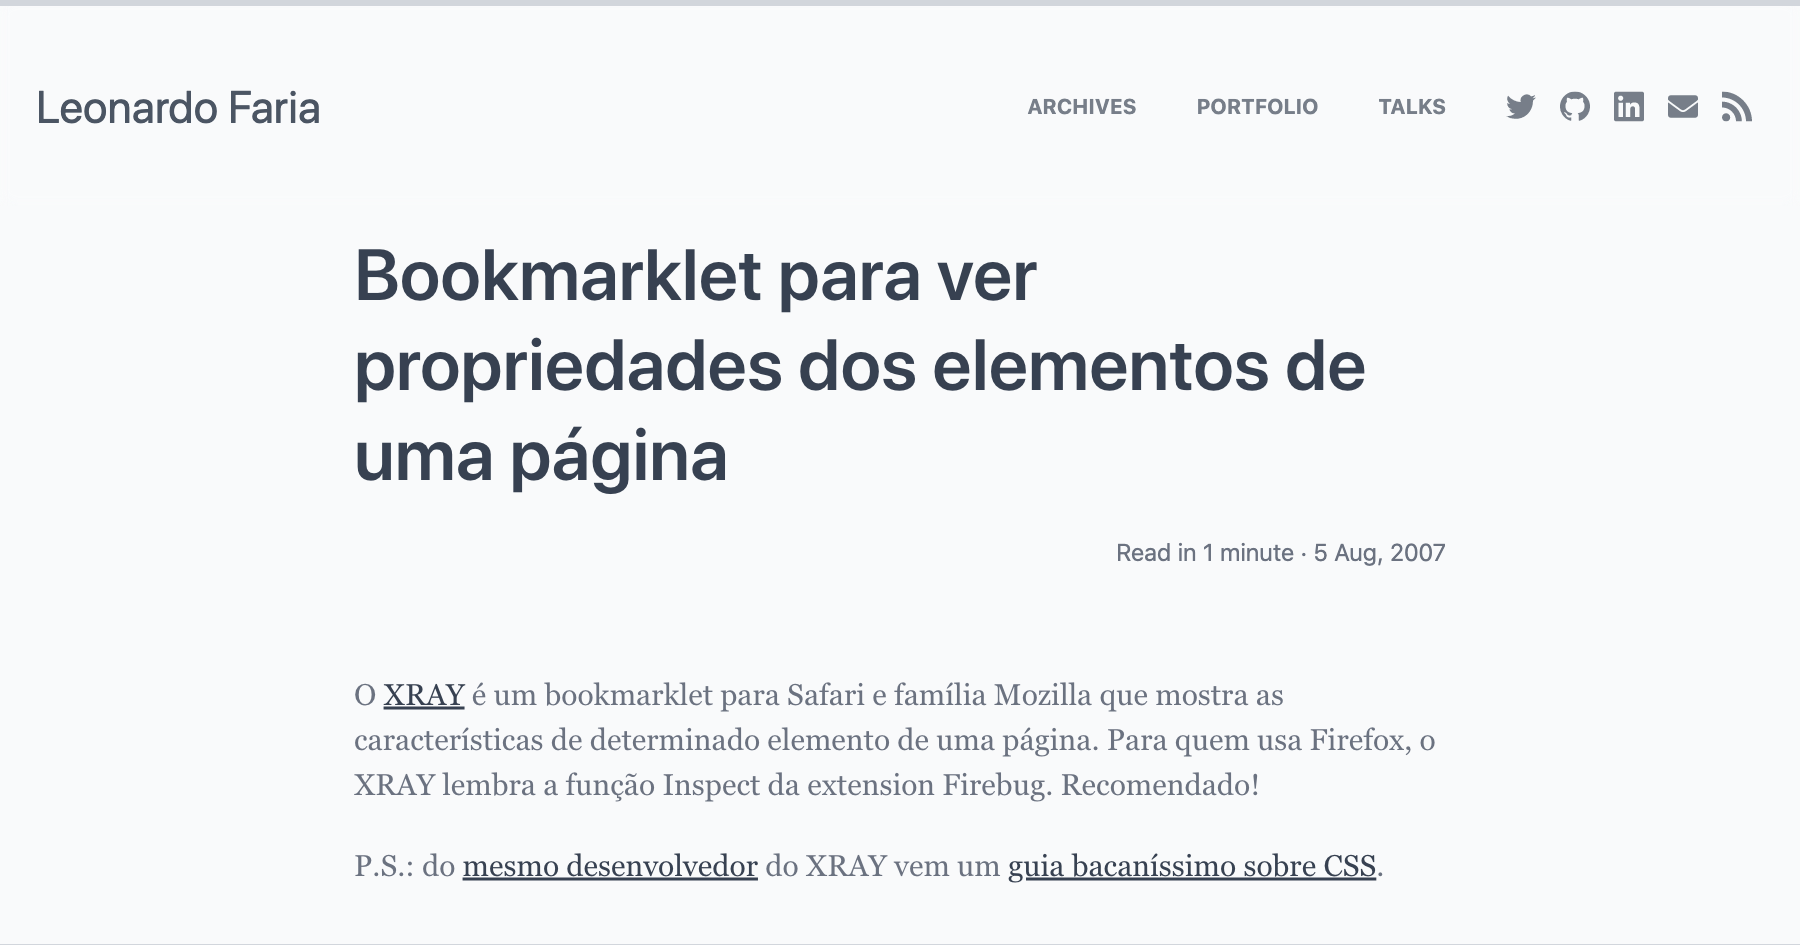 Leonardo Faria
ARCHIVES PORTFOLIO TALKS
Bookmarklet para ver
propriedades dos elementos de
uma página
Read in 1 minute · 5 Aug, 2007
O XRAY é um bookmarklet para Safari e família Mozilla que mostra as
características de determinado elemento de uma página. Para quem usa Firefox, o
XRAY lembra a função Inspect da extension Firebug. Recomendado!
P.S.: do mesmo desenvolvedor do XRAY vem um guia bacaníssimo sobre CSS.